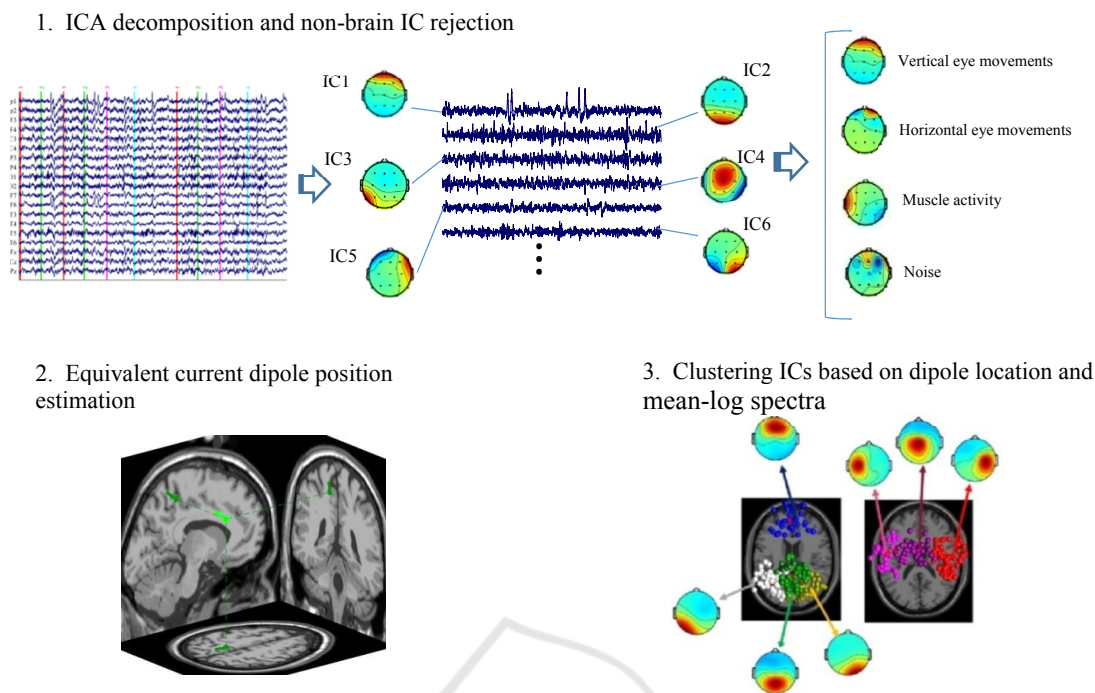 1. ICA decomposition and non-brain IC rejection
IC1
IC2
IC3
IC4
IC5
IC6
Vertical eye movements
Horizontal eye movements
Muscle activity
Noise
2. Equivalent current dipole position
estimation
3. Clustering ICs based on dipole location and
mean-log spectra